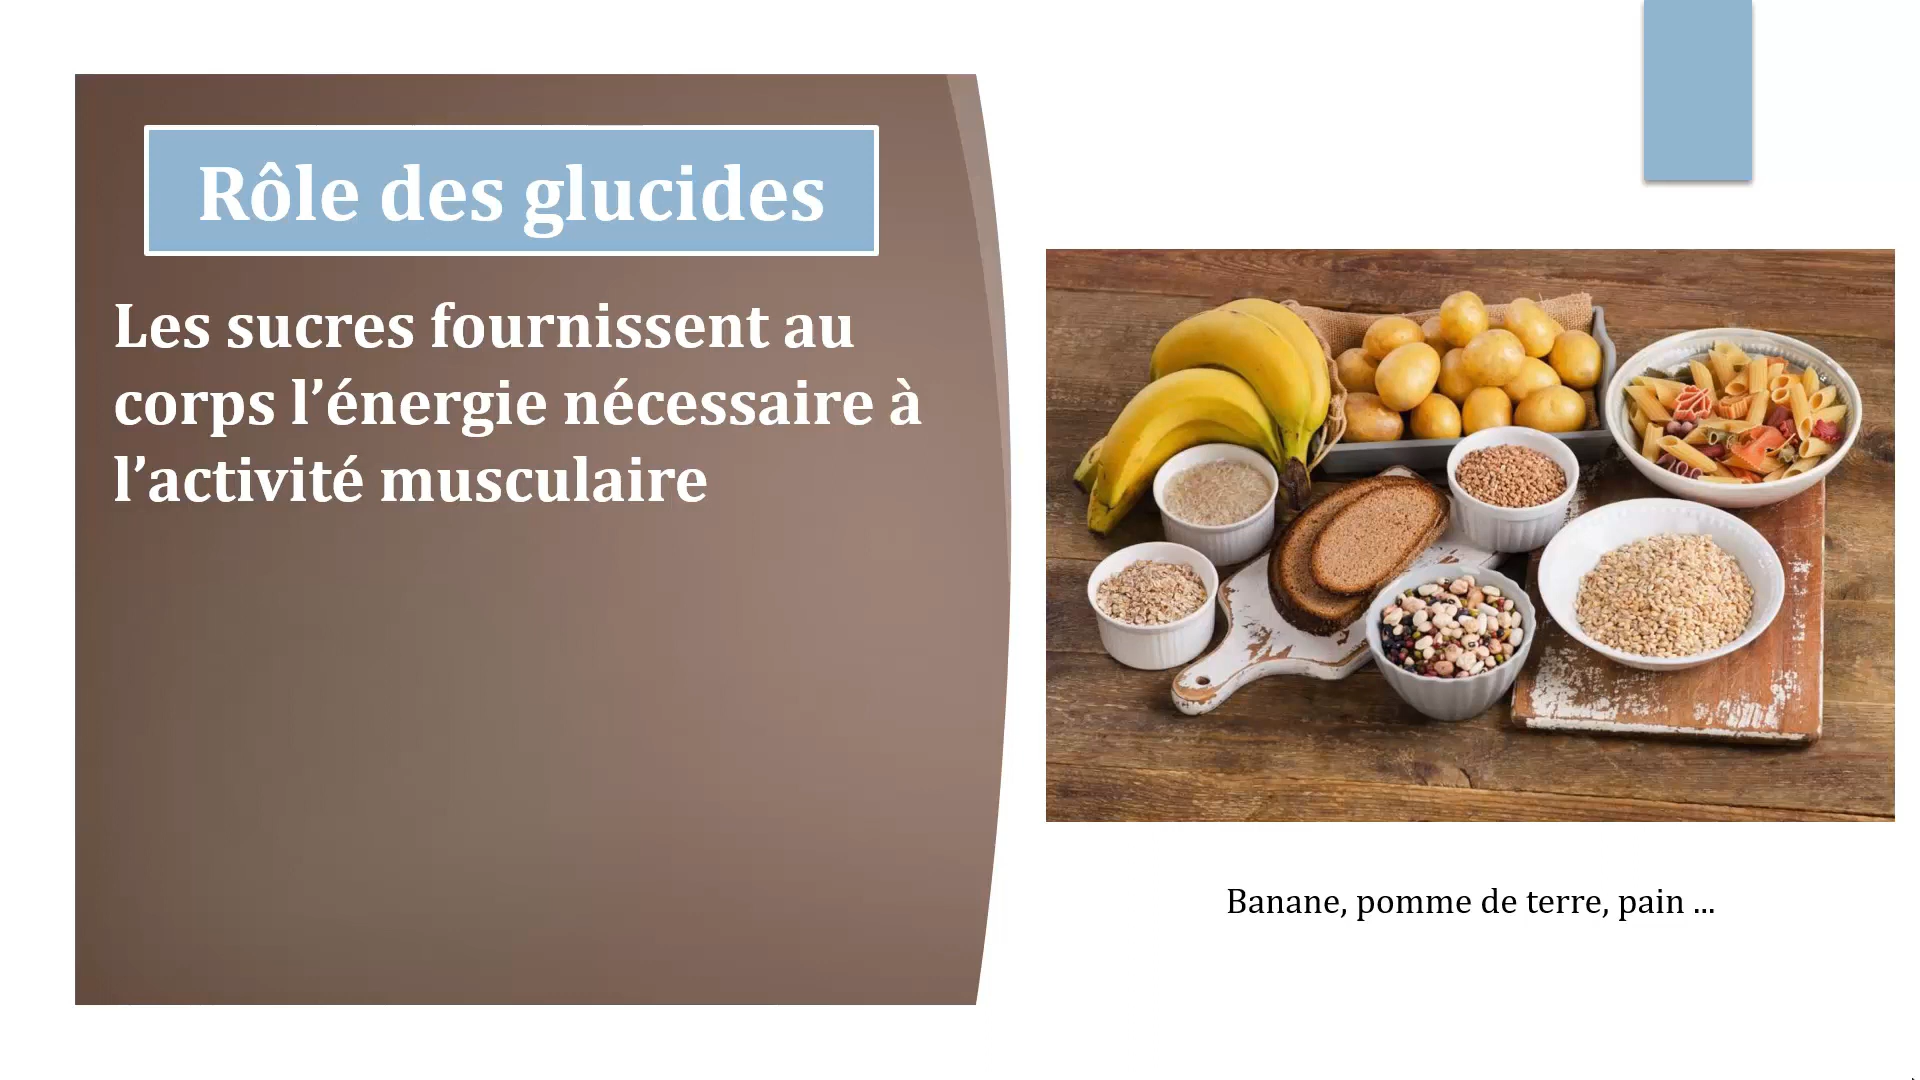 Rôle des glucides
Les sucres fournissent au
corps l’énergie nécessaire à
l’activité musculaire
Banane, pomme de terre, pain ...